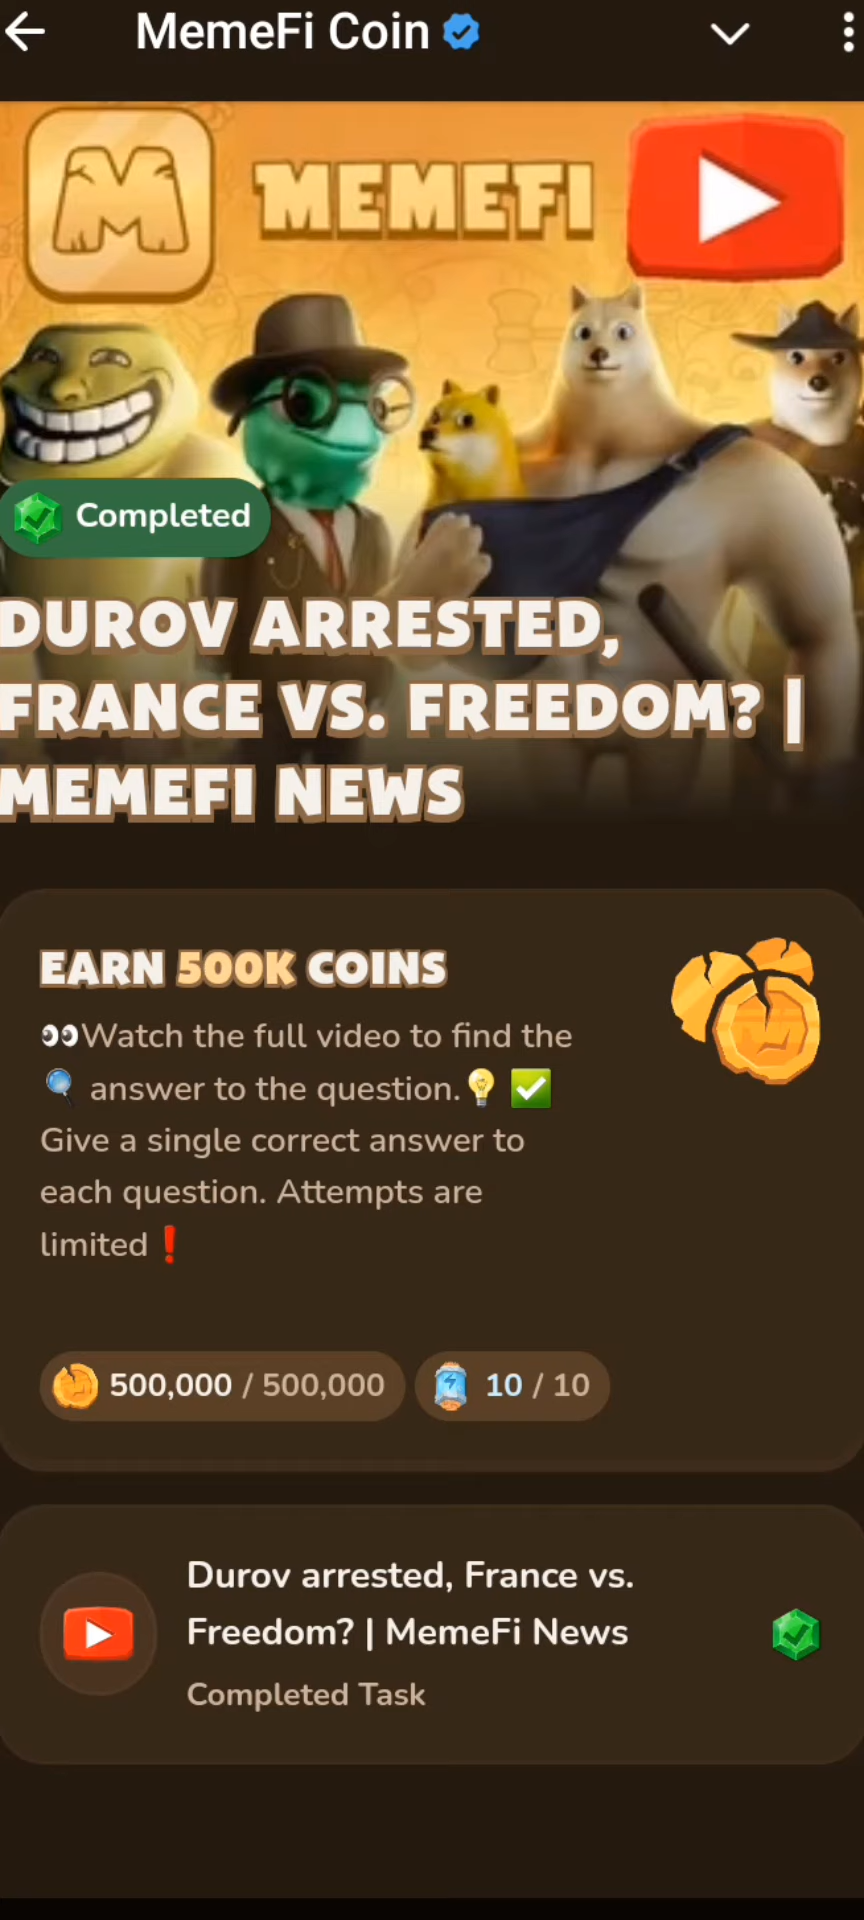 MemeFi Coin
MEMEFI
Completed
DUROV ARRESTED,
FRANCE VS. FREEDOM? |
MEMEFI NEWS
EARN 500K COINS
👀Watch the full video to find the
🔍 answer to the question.💡 ✅
Give a single correct answer to
each question. Attempts are
limited❗
500,000 / 500,000 10 / 10
Durov arrested, France vs.
Freedom? | MemeFi News
Completed Task